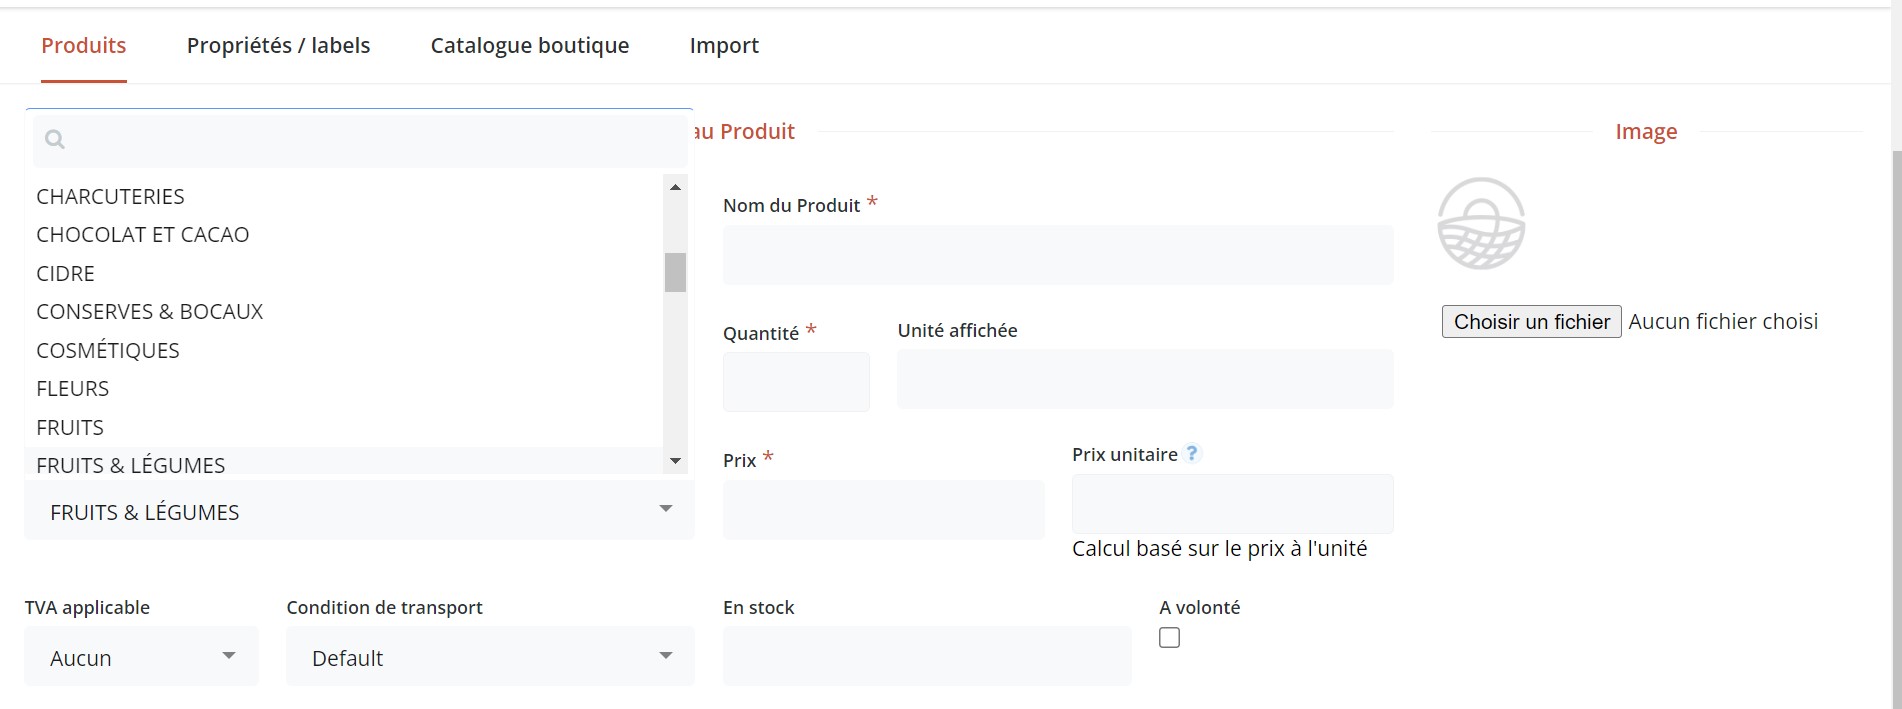 Produits
Propriétés / labels
Catalogue boutique
Import
au Produit
Image
CHARCUTERIES
CHOCOLAT ET CACAO
CIDRE
CONSERVES & BOCAUX
COSMÉTIQUES
FLEURS
FRUITS
FRUITS & LÉGUMES
FRUITS & LÉGUMES
Nom du Produit *
Quantité *
Unité affichée
Prix *
Prix unitaire ?
Calcul basé sur le prix à l'unité
Choisir un fichier Aucun fichier choisi
TVA applicable
Aucun
Condition de transport
Default
En stock
A volonté